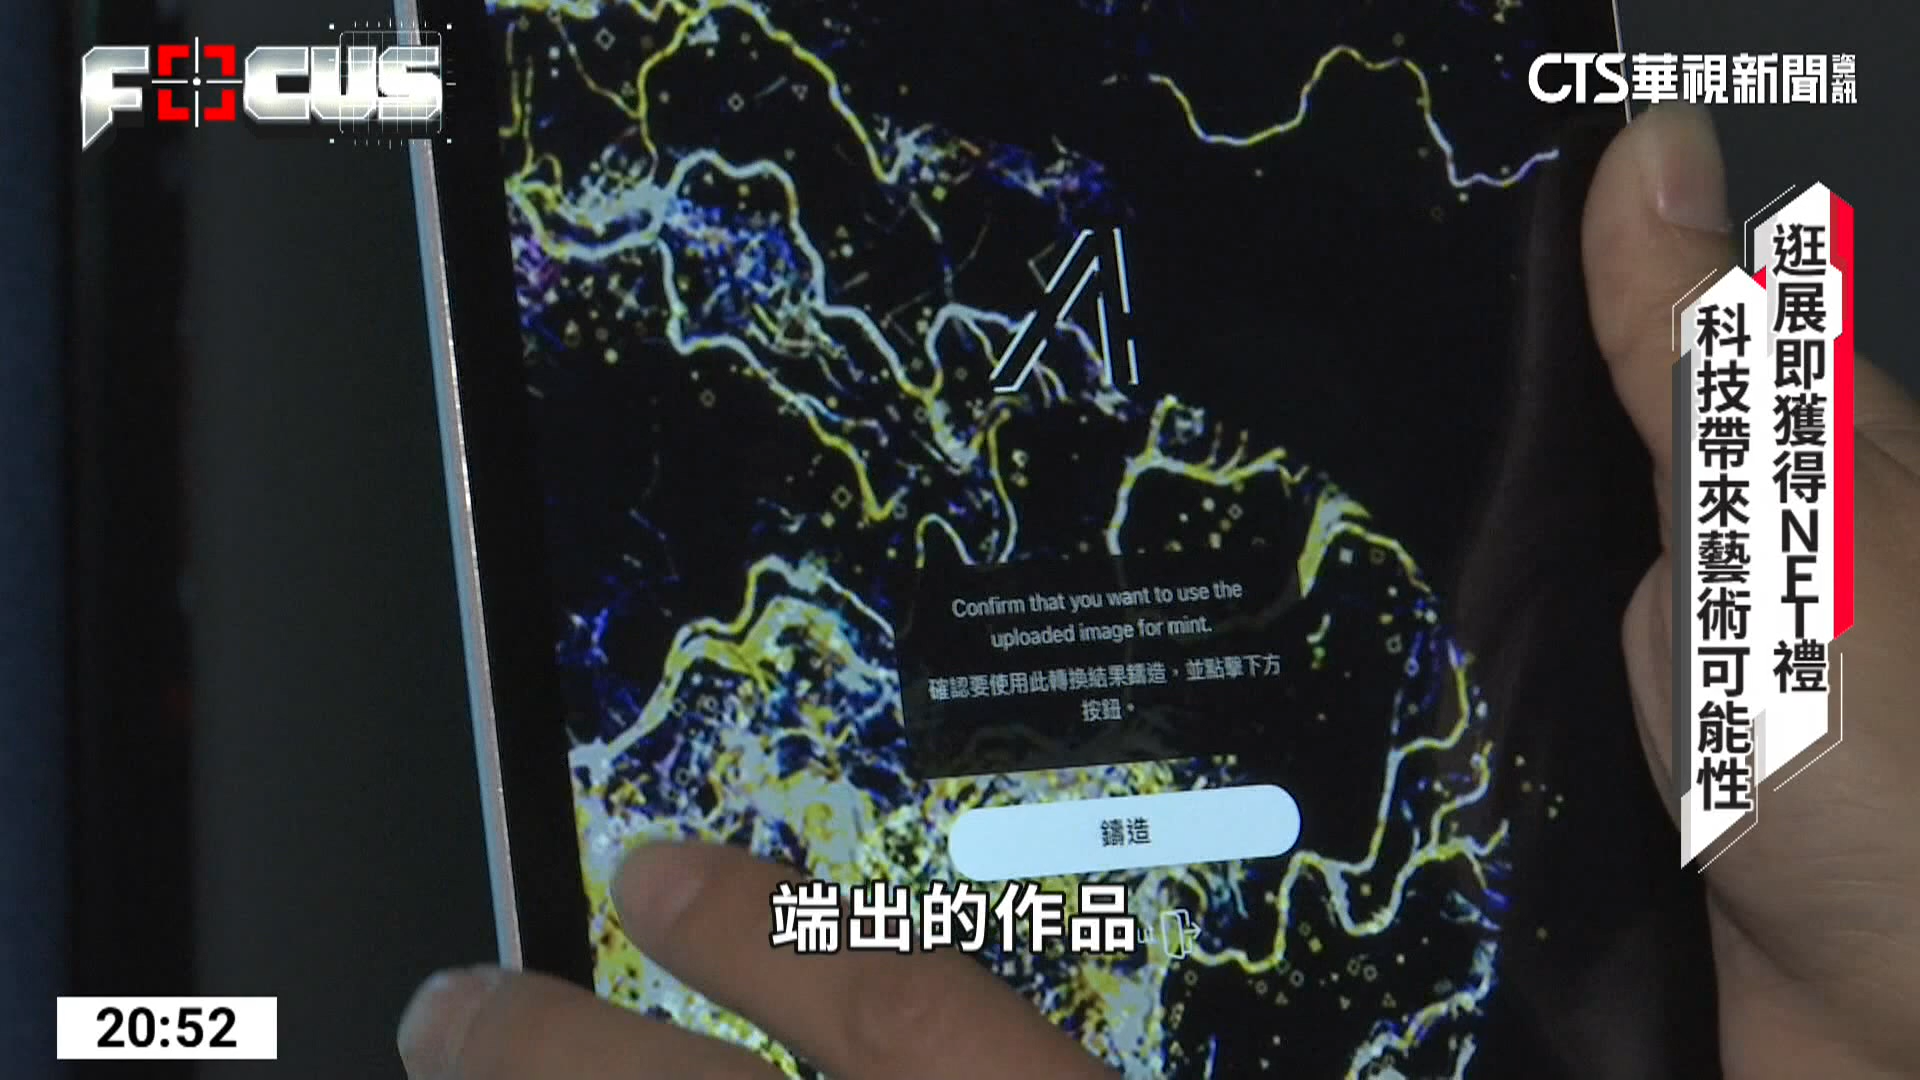 FOCUS
CTS華視新聞資訊
逛展即獲得NFT禮
科技帶來藝術可能性
Confirm that you want to use the
uploaded image for mint.
確認要使用此轉換結果鑄造，並點擊下方
按鈕。
鑄造
端出的作品
20:52